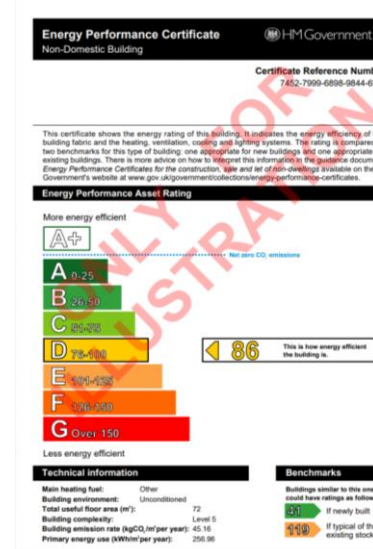 Energy Performance Certificate
HM Government
Non-Domestic Building
Certificate Reference Num
7452-7999-6898-9844-6
This certificate shows the energy rating of this building. It indicates the energy efficiency of
building fabric and the heating, ventilation, cooling and lighting systems. The rating is compared
two benchmarks for this type of building: one appropriate for new buildings and one appropriate
existing buildings. There is more advice on how to interpret this information in the guidance docum
Energy Performance Certificates for the construction, sale and let of non-dwellings available on the
Government's website at www.gov.uk/government/collections/energy-performance-certificates.
ONLY FOR
ILLUSTRATION
Energy Performance Asset Rating
More energy efficient
A+
Net zero CO₂ emissions
A 0-25
B 26-50
C 51-75
D 76-100
86
This is how energy efficient
the building is.
E 101-125
F 126-150
G Over 150
Less energy efficient
Technical information
Main heating fuel: Other
Building environment: Unconditioned
Total useful floor area (m²): 72
Building complexity: Level 5
Building emission rate (kgCO₂/m²per year): 45.16
Primary energy use (kWh/m²per year): 256.96
Benchmarks
Buildings similar to this one
could have ratings as follow
41 If newly built
119 If typical of th
existing stock